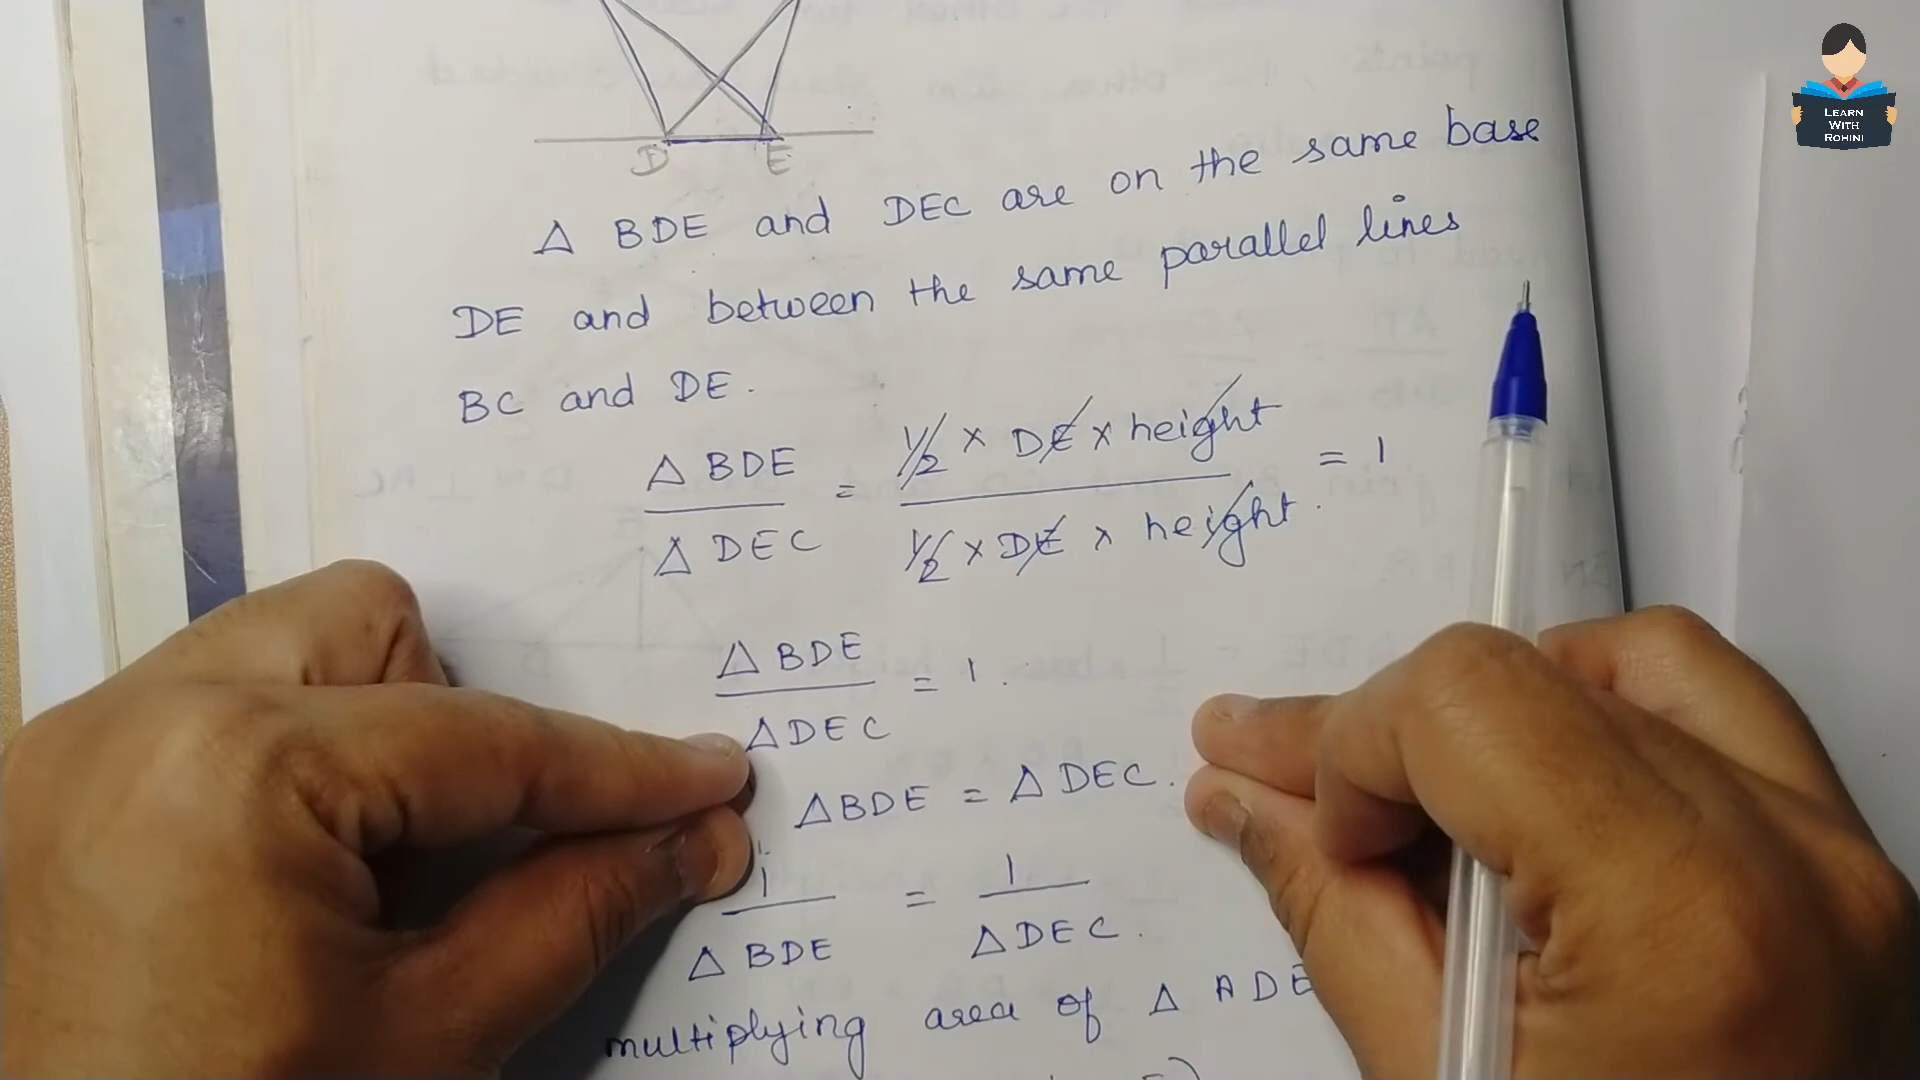 LEARN
WITH
ROHINI
D E
△ BDE and DEC are on the same base
DE and between the same parallel lines
BC and DE.
△ BDE / △ DEC = 1/2 × DE × height / 1/2 × DE × height = 1
△ BDE / △ DEC = 1.
△ BDE = △ DEC.
1 / △ BDE = 1 / △ DEC.
multiplying area of △ ADE